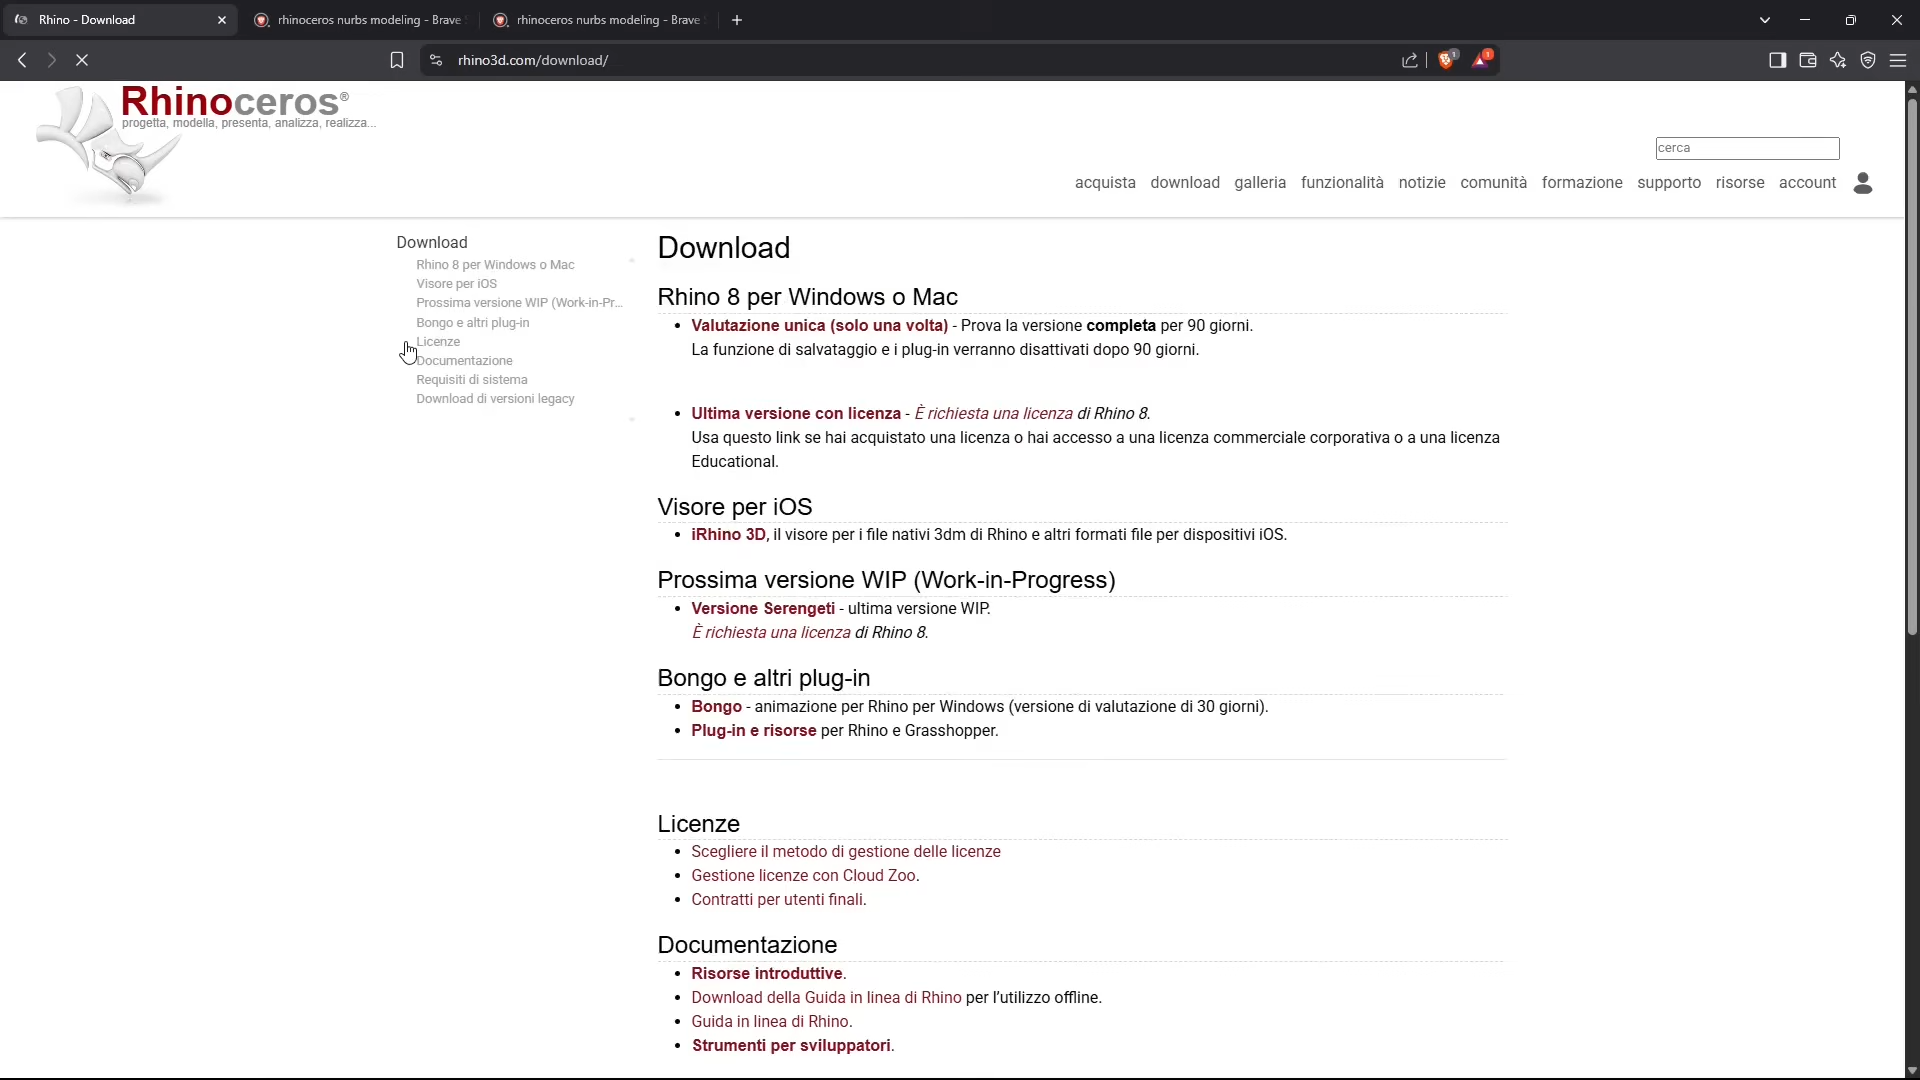 Rhino - Download
rhinoceros nurbs modeling - Brave
rhinoceros nurbs modeling - Brave
rhino3d.com/download/
1
1
Rhinoceros®
progetta, modella, presenta, analizza, realizza...
cerca
acquista download galleria funzionalità notizie comunità formazione supporto risorse account
Download
Rhino 8 per Windows o Mac
Visore per iOS
Prossima versione WIP (Work-in-Pr...
Bongo e altri plug-in
Licenze
Documentazione
Requisiti di sistema
Download di versioni legacy
Download
Rhino 8 per Windows o Mac
• Valutazione unica (solo una volta) - Prova la versione completa per 90 giorni.
La funzione di salvataggio e i plug-in verranno disattivati dopo 90 giorni.
• Ultima versione con licenza - È richiesta una licenza di Rhino 8.
Usa questo link se hai acquistato una licenza o hai accesso a una licenza commerciale corporativa o a una licenza
Educational.
Visore per iOS
• iRhino 3D, il visore per i file nativi 3dm di Rhino e altri formati file per dispositivi iOS.
Prossima versione WIP (Work-in-Progress)
• Versione Serengeti - ultima versione WIP.
È richiesta una licenza di Rhino 8.
Bongo e altri plug-in
• Bongo - animazione per Rhino per Windows (versione di valutazione di 30 giorni).
• Plug-in e risorse per Rhino e Grasshopper.
Licenze
• Scegliere il metodo di gestione delle licenze
• Gestione licenze con Cloud Zoo.
• Contratti per utenti finali.
Documentazione
• Risorse introduttive.
• Download della Guida in linea di Rhino per l'utilizzo offline.
• Guida in linea di Rhino.
• Strumenti per sviluppatori.